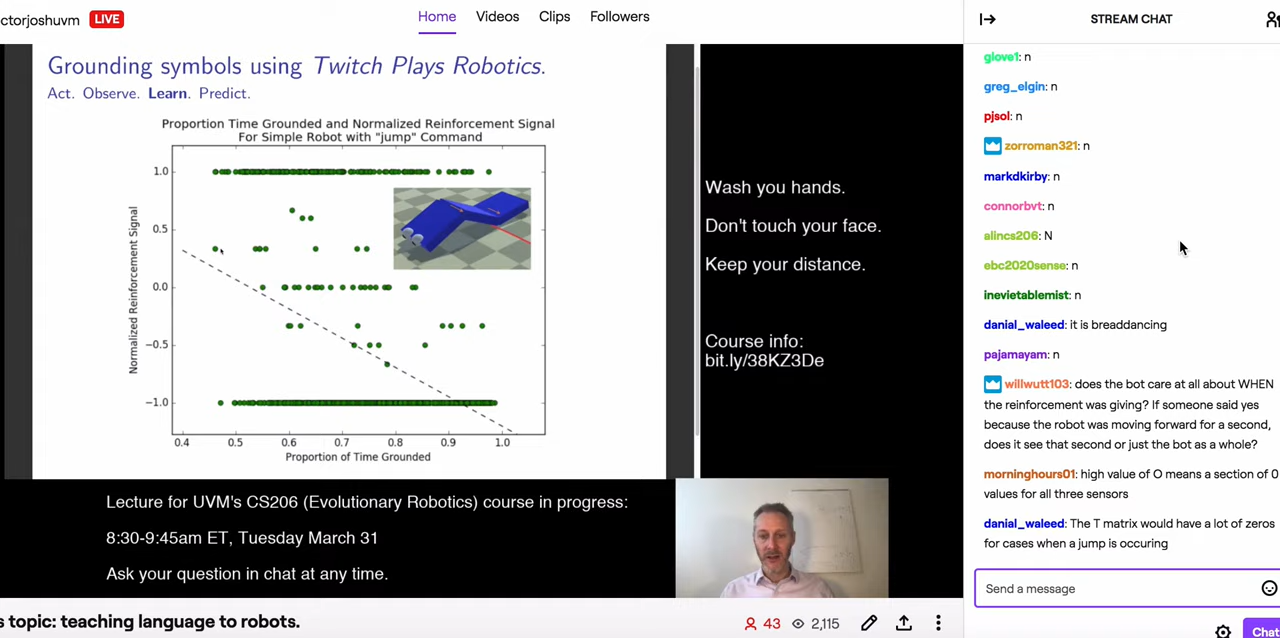 ctorjoshuvm LIVE
Home Videos Clips Followers
Grounding symbols using Twitch Plays Robotics.
Act. Observe. Learn. Predict.
Proportion Time Grounded and Normalized Reinforcement Signal
For Simple Robot with "jump" Command
Normalized Reinforcement Signal
1.0
0.5
0.0
−0.5
−1.0
0.4 0.5 0.6 0.7 0.8 0.9 1.0
Proportion of Time Grounded
Wash you hands.
Don't touch your face.
Keep your distance.
Course info:
bit.ly/38KZ3De
Lecture for UVM's CS206 (Evolutionary Robotics) course in progress:
8:30-9:45am ET, Tuesday March 31
Ask your question in chat at any time.
s topic: teaching language to robots.
43 2,115
STREAM CHAT
glove1: n
greg_elgin: n
pjsol: n
zorroman321: n
markdkirby: n
connorbvt: n
alincs206: N
ebc2020sense: n
inevietablemist: n
danial_waleed: it is breaddancing
pajamayam: n
willwutt103: does the bot care at all about WHEN
the reinforcement was giving? If someone said yes
because the robot was moving forward for a second,
does it see that second or just the bot as a whole?
morninghours01: high value of O means a section of 0
values for all three sensors
danial_waleed: The T matrix would have a lot of zeros
for cases when a jump is occuring
Send a message
Chat